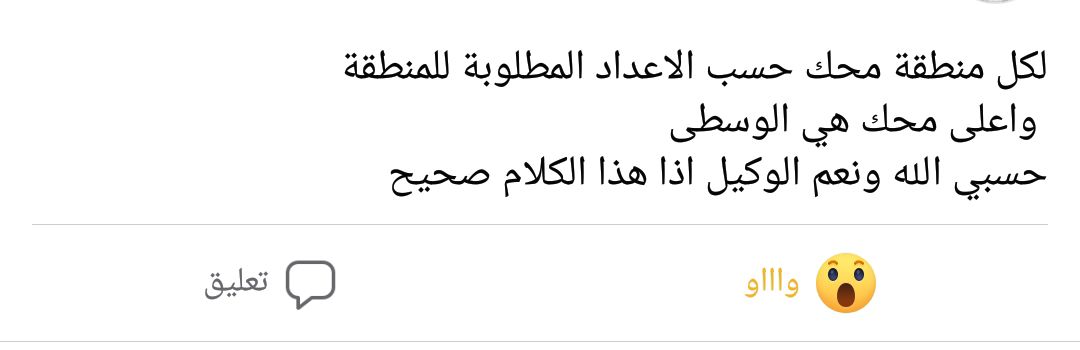 لكل منطقة محك حسب الاعداد المطلوبة للمنطقة
واعلى محك هي الوسطى
حسبي الله ونعم الوكيل اذا هذا الكلام صحيح
واااو
تعليق